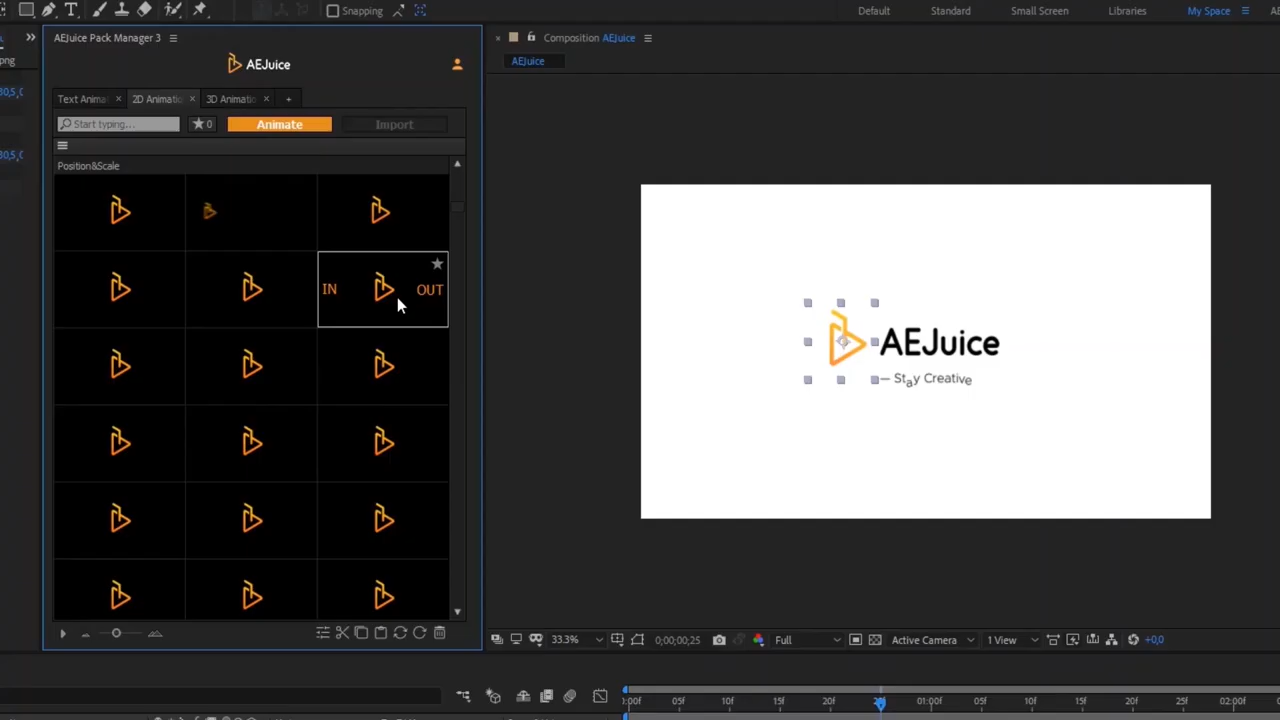 Snapping
Default
Standard
Small Screen
Libraries
My Space
AEJuice Pack Manager 3
Composition AEJuice
png
AEJuice
AEJuice
Text Anima
2D Animatio
3D Animatio
+
Start typing...
0
Animate
Import
Position&Scale
IN
OUT
AEJuice
— Stay Creative
33.3%
0;00;00;25
Full
Active Camera
1 View
+0,0
:00f
05f
10f
15f
20f
01:00f
05f
10f
15f
20f
25f
02:0